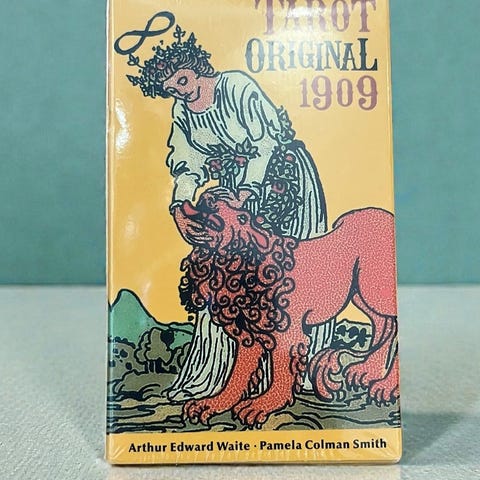 TAROT
ORIGINAL
1909
Arthur Edward Waite · Pamela Colman Smith